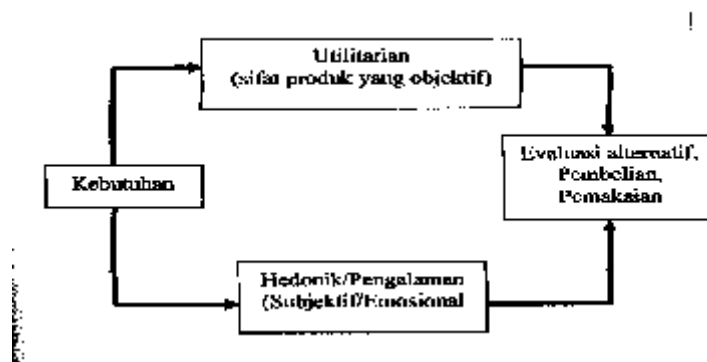 Utilitarian
(sifat produk yang objektif)
Kebutuhan
Evaluasi alternatif,
Pembelian,
Pemakaian
Hedonik/Pengalaman
(Subjektif/Emosional